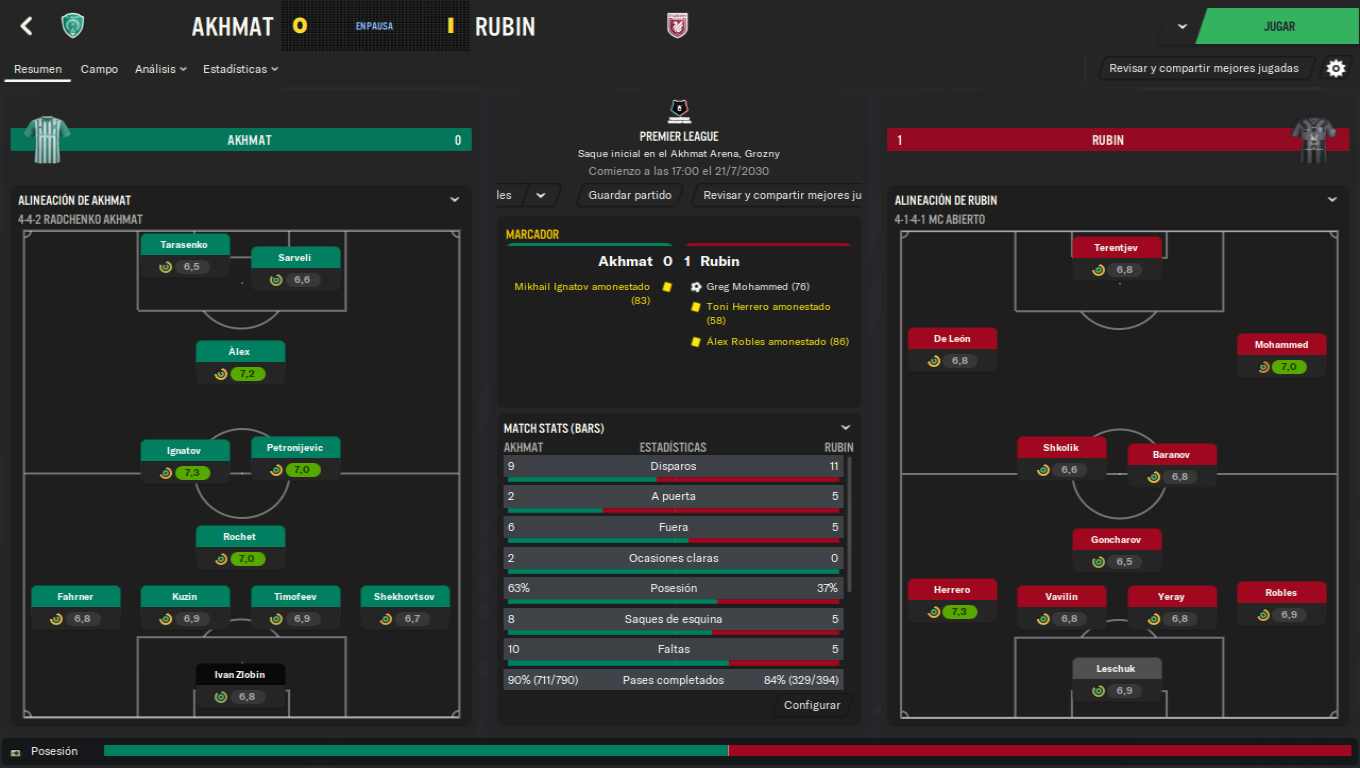 AKHMAT 0 EN PAUSA 1 RUBIN
JUGAR
Resumen Campo Análisis Estadísticas
Revisar y compartir mejores jugadas
AKHMAT 0
PREMIER LEAGUE
Saque inicial en el Akhmat Arena, Grozny
Comienzo a las 17:00 el 21/7/2030
1 RUBIN
les Guardar partido Revisar y compartir mejores ju
ALINEACIÓN DE AKHMAT
4-4-2 RADCHENKO AKHMAT
Tarasenko
6,5
Sarveli
6,6
Àlex
7,2
Ignatov
7,3
Petronijevic
7,0
Rochet
7,0
Fahrner
6,8
Kuzin
6,9
Timofeev
6,9
Shekhovtsov
6,7
Ivan Zlobin
6,8
MARCADOR
Akhmat 0 1 Rubin
Mikhail Ignatov amonestado
(83)
Greg Mohammed (76)
Toni Herrero amonestado
(58)
Álex Robles amonestado (86)
MATCH STATS (BARS)
AKHMAT ESTADÍSTICAS RUBIN
9 Disparos 11
2 A puerta 5
6 Fuera 5
2 Ocasiones claras 0
63% Posesión 37%
8 Saques de esquina 5
10 Faltas 5
90% (711/790) Pases completados 84% (329/394)
Configurar
ALINEACIÓN DE RUBIN
4-1-4-1 MC ABIERTO
Terentjev
6,8
De León
6,8
Mohammed
7,0
Shkolik
6,6
Baranov
6,8
Goncharov
6,5
Herrero
7,3
Vavilin
6,8
Yeray
6,8
Robles
6,9
Leschuk
6,9
Posesión